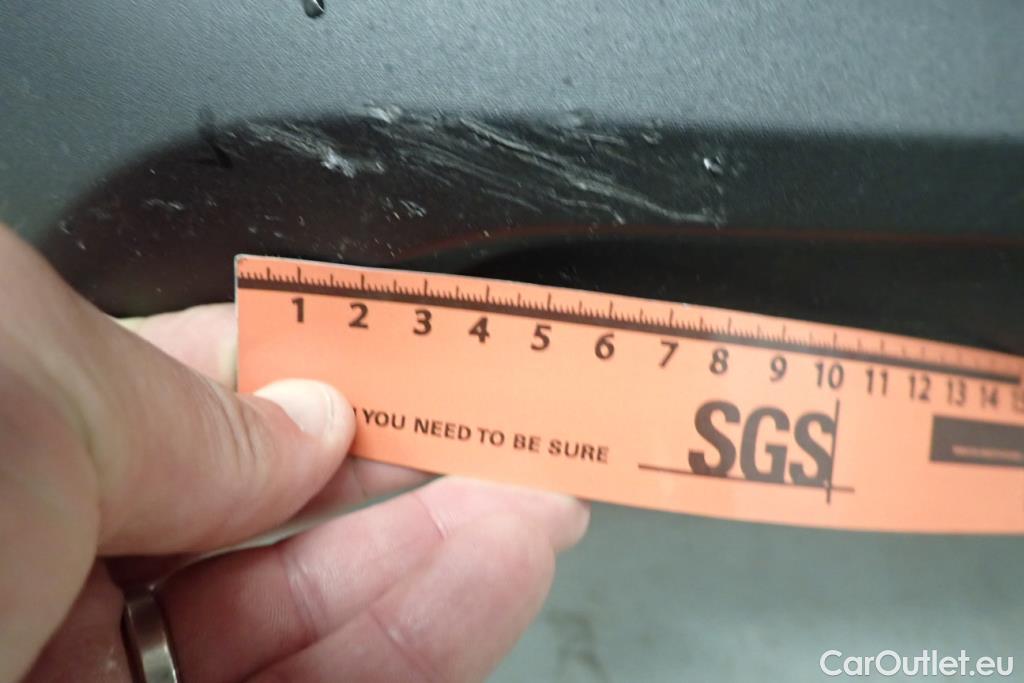 1 2 3 4 5 6 7 8 9 10 11 12 13 14
YOU NEED TO BE SURE
SGS
CarOutlet.eu